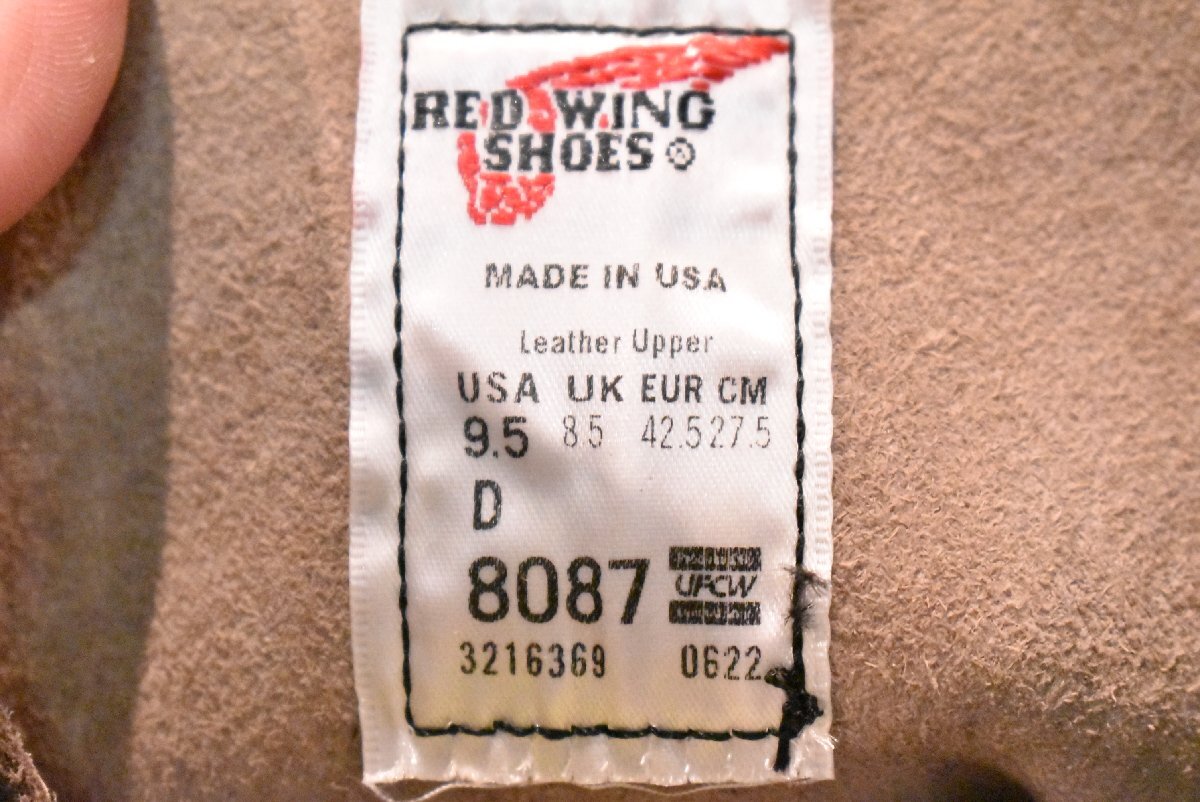 RED WING
SHOES ®
MADE IN USA
Leather Upper
USA UK EUR CM
9.5 8.5 42.5 27.5
D
8087 UFCW
3216369 0622